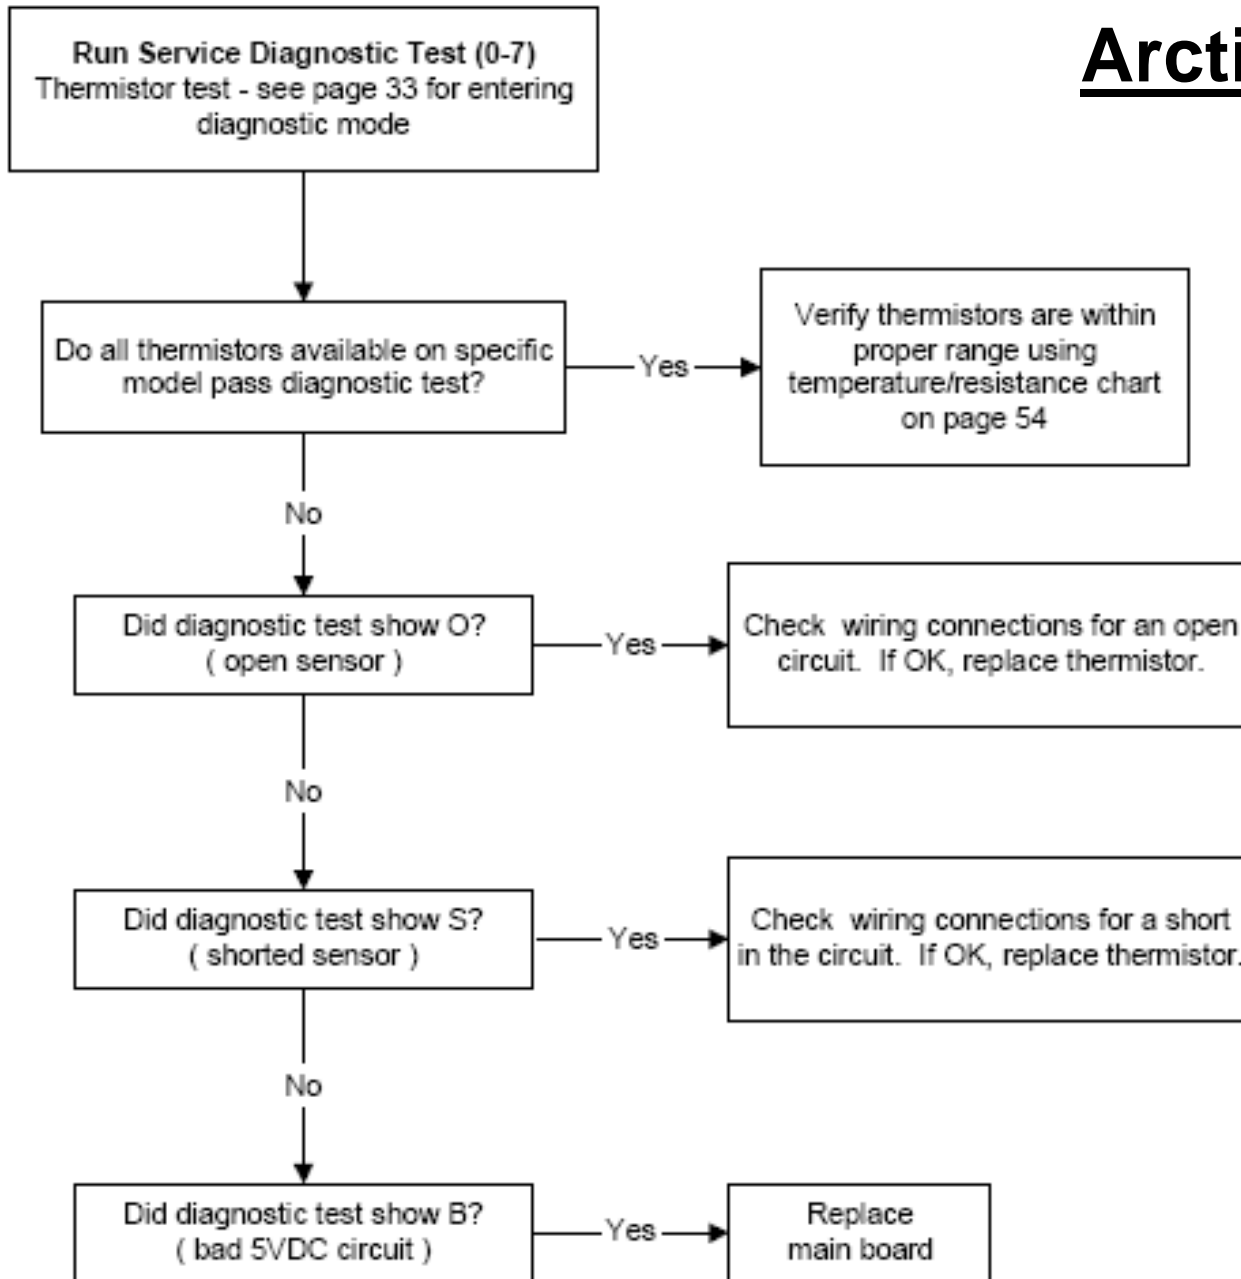 Run Service Diagnostic Test (0-7)
Thermistor test - see page 33 for entering
diagnostic mode
Arcti
Do all thermistors available on specific
model pass diagnostic test?
Yes
Verify thermistors are within
proper range using
temperature/resistance chart
on page 54
No
Did diagnostic test show O?
( open sensor )
Yes
Check wiring connections for an open
circuit. If OK, replace thermistor.
No
Did diagnostic test show S?
( shorted sensor )
Yes
Check wiring connections for a short
in the circuit. If OK, replace thermistor.
No
Did diagnostic test show B?
( bad 5VDC circuit )
Yes
Replace
main board